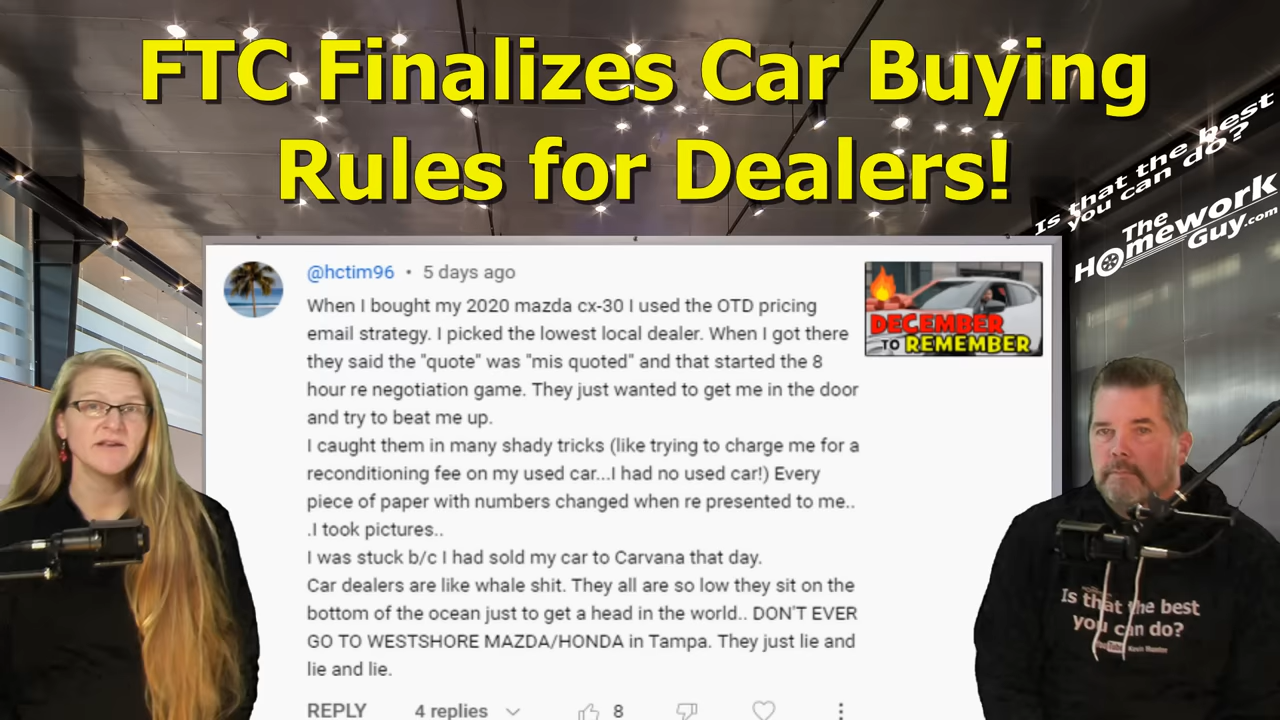 FTC Finalizes Car Buying
Rules for Dealers!
Is that the best
you can do?
The
Homework
Guy.com
@hctim96 • 5 days ago
When I bought my 2020 mazda cx-30 I used the OTD pricing
email strategy. I picked the lowest local dealer. When I got there
they said the "quote" was "mis quoted" and that started the 8
hour re negotiation game. They just wanted to get me in the door
and try to beat me up.
I caught them in many shady tricks (like trying to charge me for a
reconditioning fee on my used car...I had no used car!) Every
piece of paper with numbers changed when re presented to me..
.I took pictures..
I was stuck b/c I had sold my car to Carvana that day.
Car dealers are like whale shit. They all are so low they sit on the
bottom of the ocean just to get a head in the world.. DON'T EVER
GO TO WESTSHORE MAZDA/HONDA in Tampa. They just lie and
lie and lie.
REPLY 4 replies 8
DECEMBER
TO REMEMBER
Is that the best
you can do?